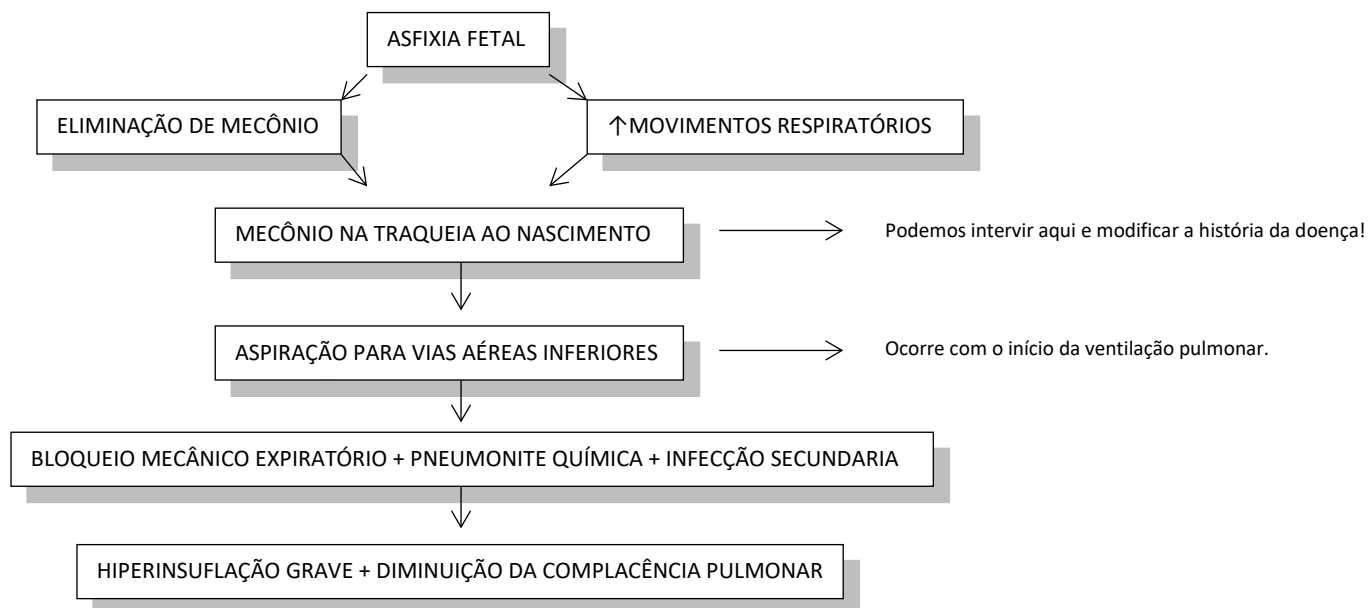 ASFIXIA FETAL
ELIMINAÇÃO DE MECÔNIO
↑MOVIMENTOS RESPIRATÓRIOS
MECÔNIO NA TRAQUEIA AO NASCIMENTO
Podemos intervir aqui e modificar a história da doença!
ASPIRAÇÃO PARA VIAS AÉREAS INFERIORES
Ocorre com o início da ventilação pulmonar.
BLOQUEIO MECÂNICO EXPIRATÓRIO + PNEUMONITE QUÍMICA + INFECÇÃO SECUNDARIA
HIPERINSUFLAÇÃO GRAVE + DIMINUIÇÃO DA COMPLACÊNCIA PULMONAR